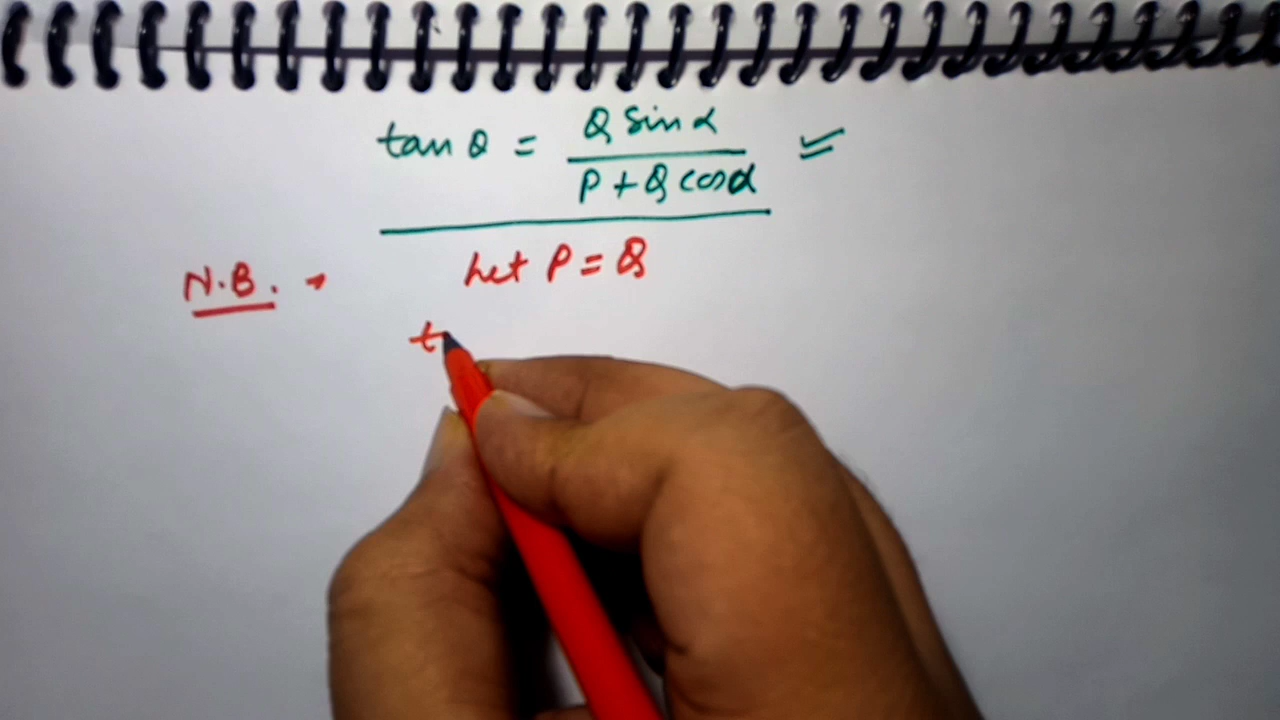 tan θ = Q Sin α / P + Q cos α
N.B. → Let P = Q
t